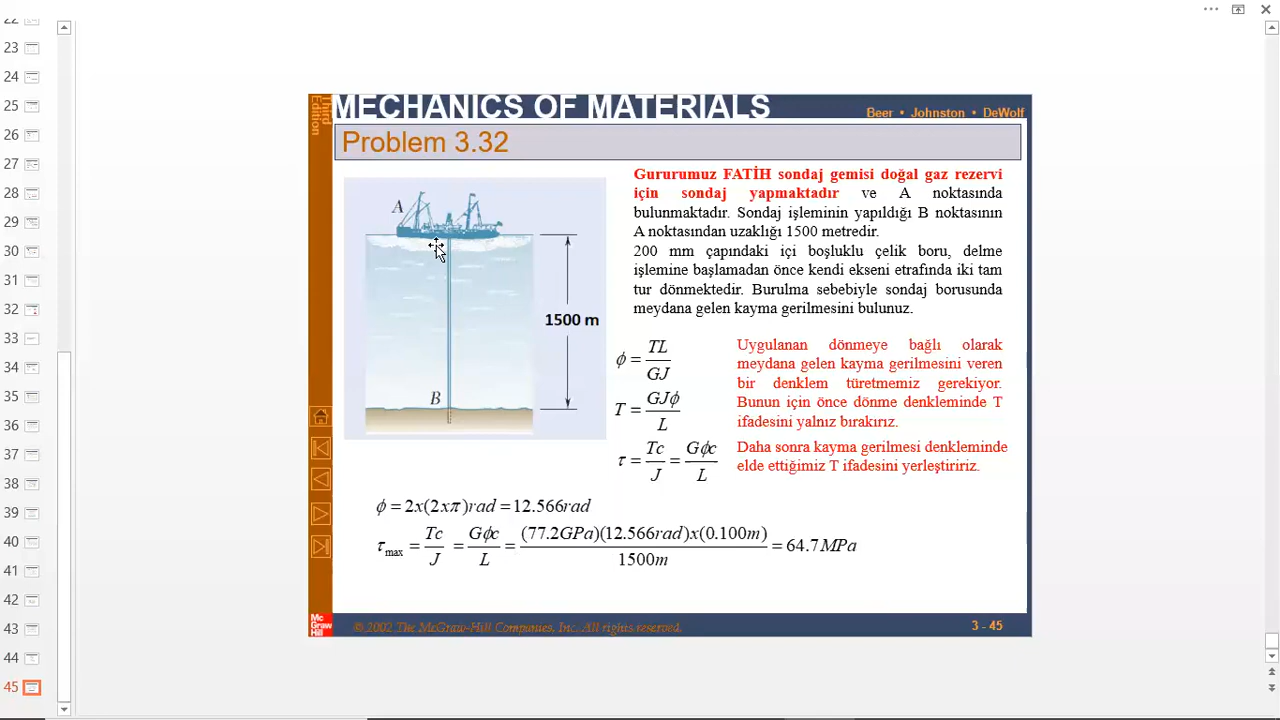 22
23
24
25
26
27
28
29
30
31
32
33
34
35
36
37
38
39
40
41
42
43
44
45
Third
Edition
MECHANICS OF MATERIALS
Beer • Johnston • DeWolf
Problem 3.32
A
B
1500 m
Gururumuz FATİH sondaj gemisi doğal gaz rezervi
için sondaj yapmaktadır ve A noktasında
bulunmaktadır. Sondaj işleminin yapıldığı B noktasının
A noktasından uzaklığı 1500 metredir.
200 mm çapındaki içi boşluklu çelik boru, delme
işlemine başlamadan önce kendi ekseni etrafında iki tam
tur dönmektedir. Burulma sebebiyle sondaj borusunda
meydana gelen kayma gerilmesini bulunuz.
ϕ = TL / GJ
T = GJϕ / L
τ = Tc / J = Gϕc / L
Uygulanan dönmeye bağlı olarak
meydana gelen kayma gerilmesini veren
bir denklem türetmemiz gerekiyor.
Bunun için önce dönme denkleminde T
ifadesini yalnız bırakırız.
Daha sonra kayma gerilmesi denkleminde
elde ettiğimiz T ifadesini yerleştiririz.
ϕ = 2x(2xπ)rad = 12.566rad
τmax = Tc / J = Gϕc / L = (77.2GPa)(12.566rad)x(0.100m) / 1500m = 64.7MPa
Mc
Graw
Hill
© 2002 The McGraw-Hill Companies, Inc. All rights reserved.
3 - 45